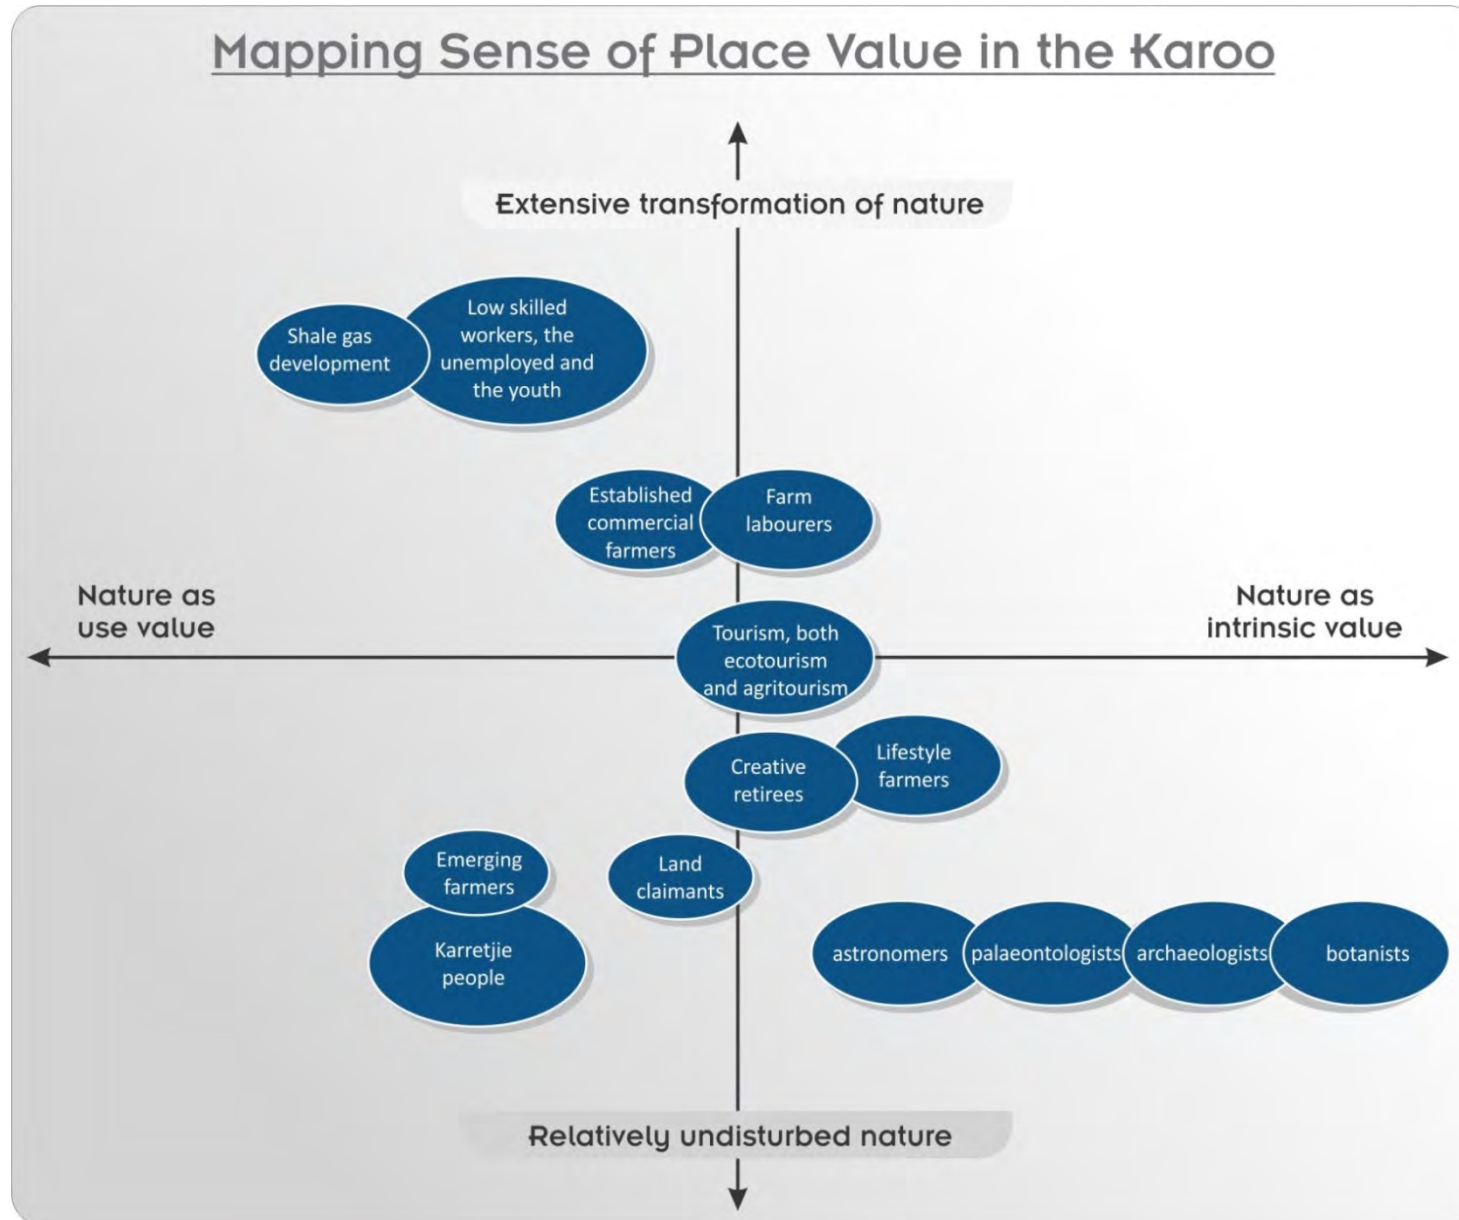 Mapping Sense of Place Value in the Karoo
Extensive transformation of nature
Shale gas
development
Low skilled
workers, the
unemployed and
the youth
Established
commercial
farmers
Farm
labourers
Nature as
use value
Nature as
intrinsic value
Tourism, both
ecotourism
and agritourism
Creative
retirees
Lifestyle
farmers
Emerging
farmers
Land
claimants
Karretjie
people
astronomers
palaeontologists
archaeologists
botanists
Relatively undisturbed nature